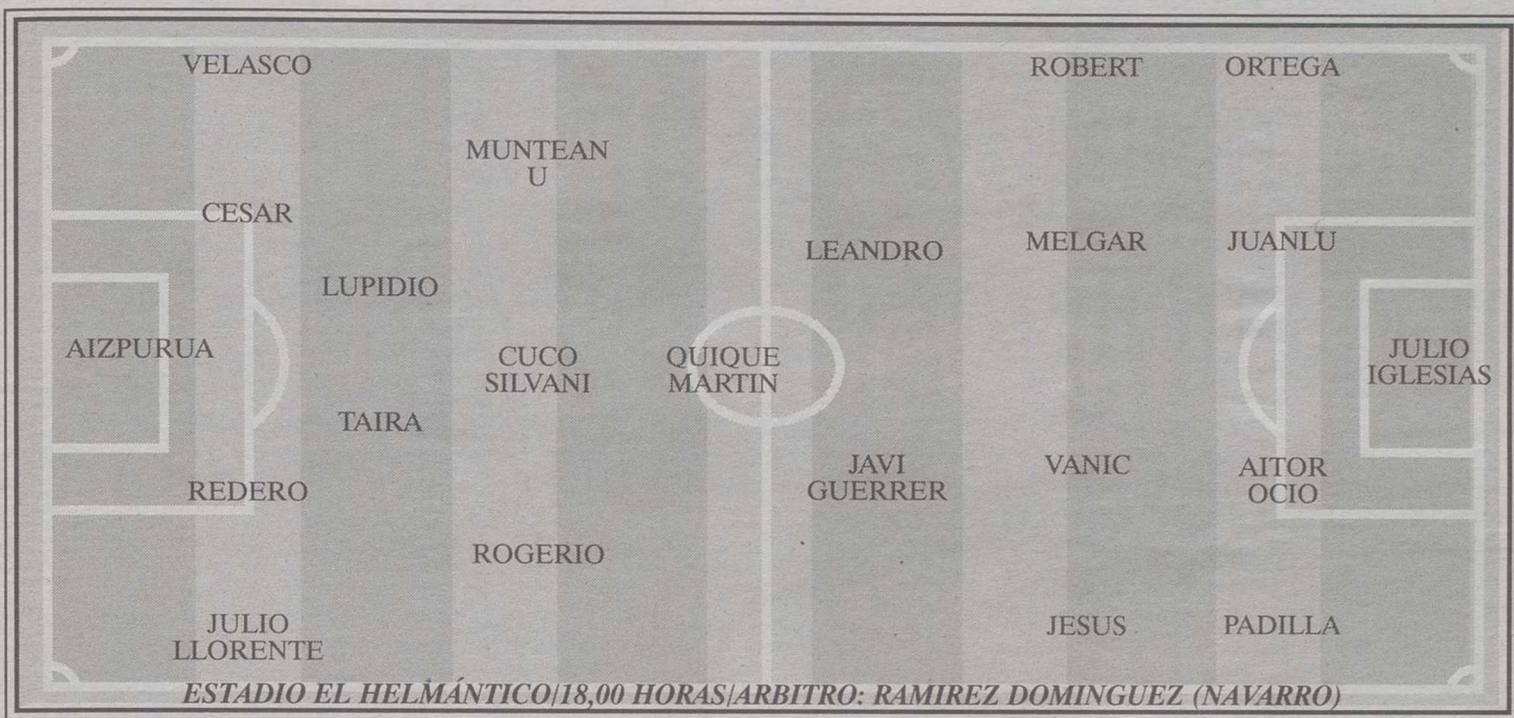 VELASCO
CESAR
AIZPURUA
REDERO
JULIO
LLORENTE
LUPIDIO
TAIRA
MUNTEAN
U
CUCO
SILVANI
ROGERIO
QUIQUE
MARTIN
LEANDRO
JAVI
GUERRER
ROBERT
MELGAR
VANIC
JESUS
ORTEGA
JUANLU
AITOR
OCIO
PADILLA
JULIO
IGLESIAS
ESTADIO EL HELMÁNTICO/18,00 HORAS/ARBITRO: RAMIREZ DOMINGUEZ (NAVARRO)